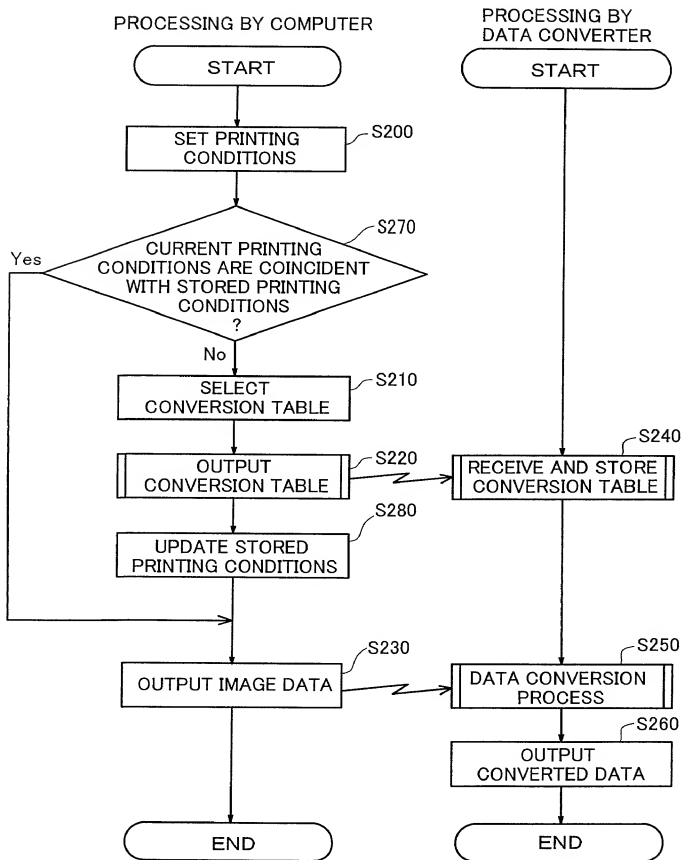 PROCESSING BY COMPUTER
START
SET PRINTING
CONDITIONS
S200
S270
CURRENT PRINTING
CONDITIONS ARE COINCIDENT
WITH STORED PRINTING
CONDITIONS
?
Yes
No
SELECT
CONVERSION TABLE
S210
OUTPUT
CONVERSION TABLE
S220
S280
UPDATE STORED
PRINTING CONDITIONS
S230
OUTPUT IMAGE DATA
END
PROCESSING BY
DATA CONVERTER
START
S240
RECEIVE AND STORE
CONVERSION TABLE
S250
DATA CONVERSION
PROCESS
S260
OUTPUT
CONVERTED DATA
END